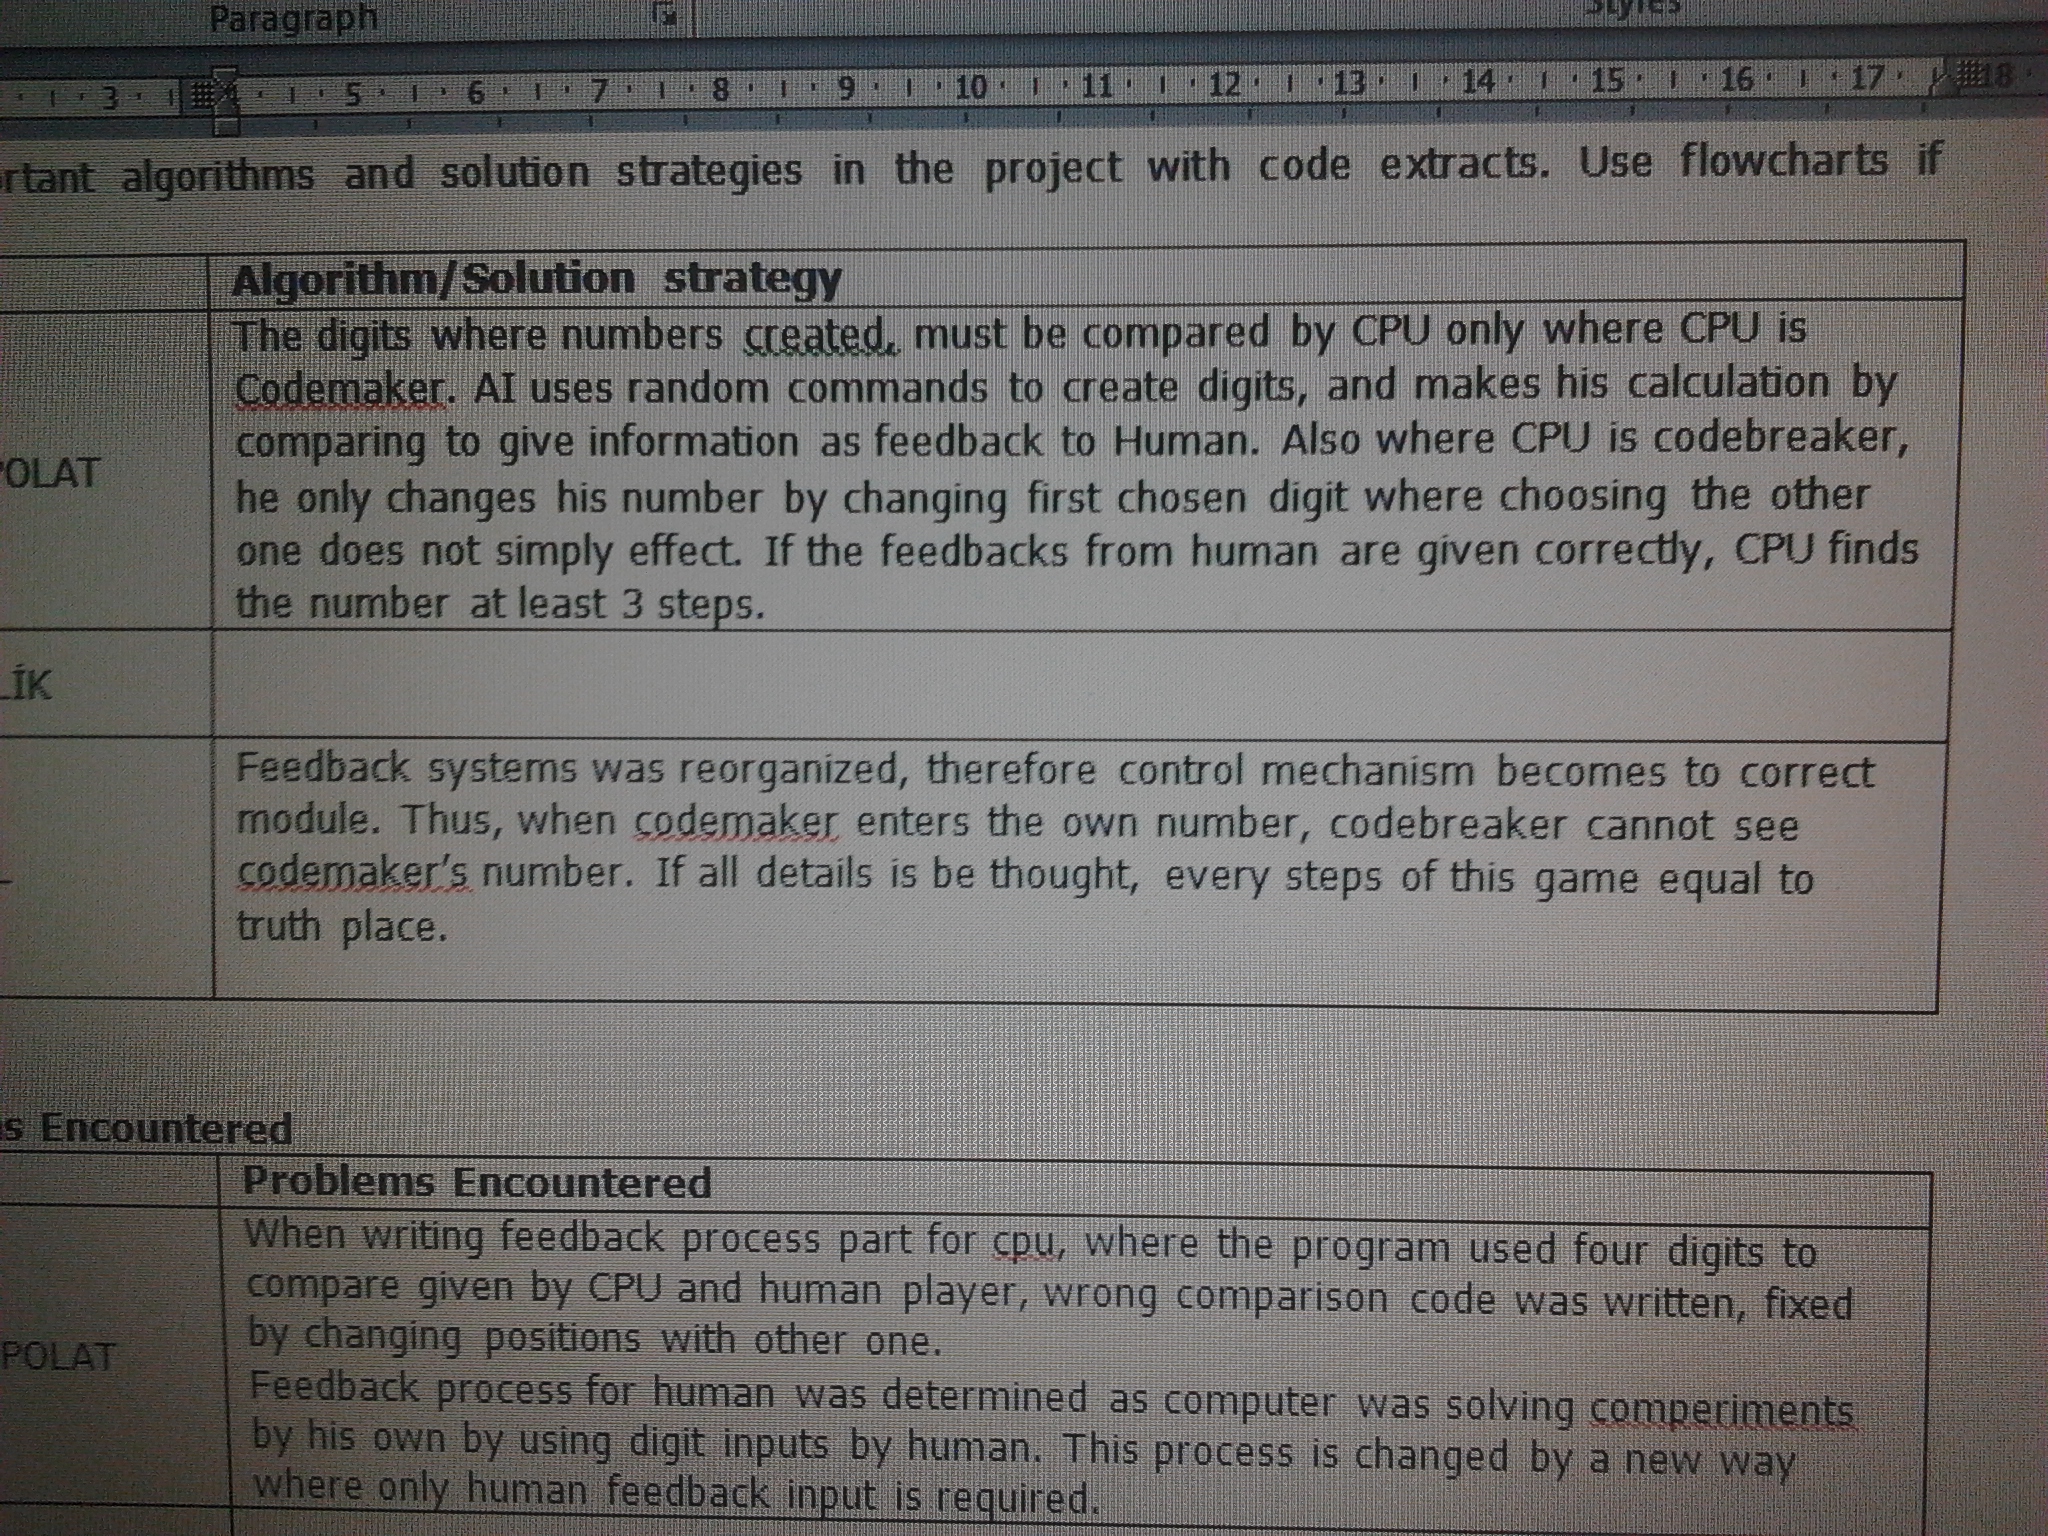 Paragraph
Styles
3 5 6 7 8 9 10 11 12 13 14 15 16 17 18
algorithms and solution strategies in the project with code extracts. Use flowcharts if
Algorithm/Solution strategy
The digits where numbers created, must be compared by CPU only where CPU is
Codemaker. AI uses random commands to create digits, and makes his calculation by
comparing to give information as feedback to Human. Also where CPU is codebreaker,
POLAT
he only changes his number by changing first chosen digit where choosing the other
one does not simply effect. If the feedbacks from human are given correctly, CPU finds
the number at least 3 steps.
LİK
Feedback systems was reorganized, therefore control mechanism becomes to correct
module. Thus, when codemaker enters the own number, codebreaker cannot see
codemaker's number. If all details is be thought, every steps of this game equal to
truth place.
s Encountered
Problems Encountered
When writing feedback process part for cpu, where the program used four digits to
compare given by CPU and human player, wrong comparison code was written, fixed
by changing positions with other one.
POLAT
Feedback process for human was determined as computer was solving comperiments
by his own by using digit inputs by human. This process is changed by a new way
where only human feedback input is required.